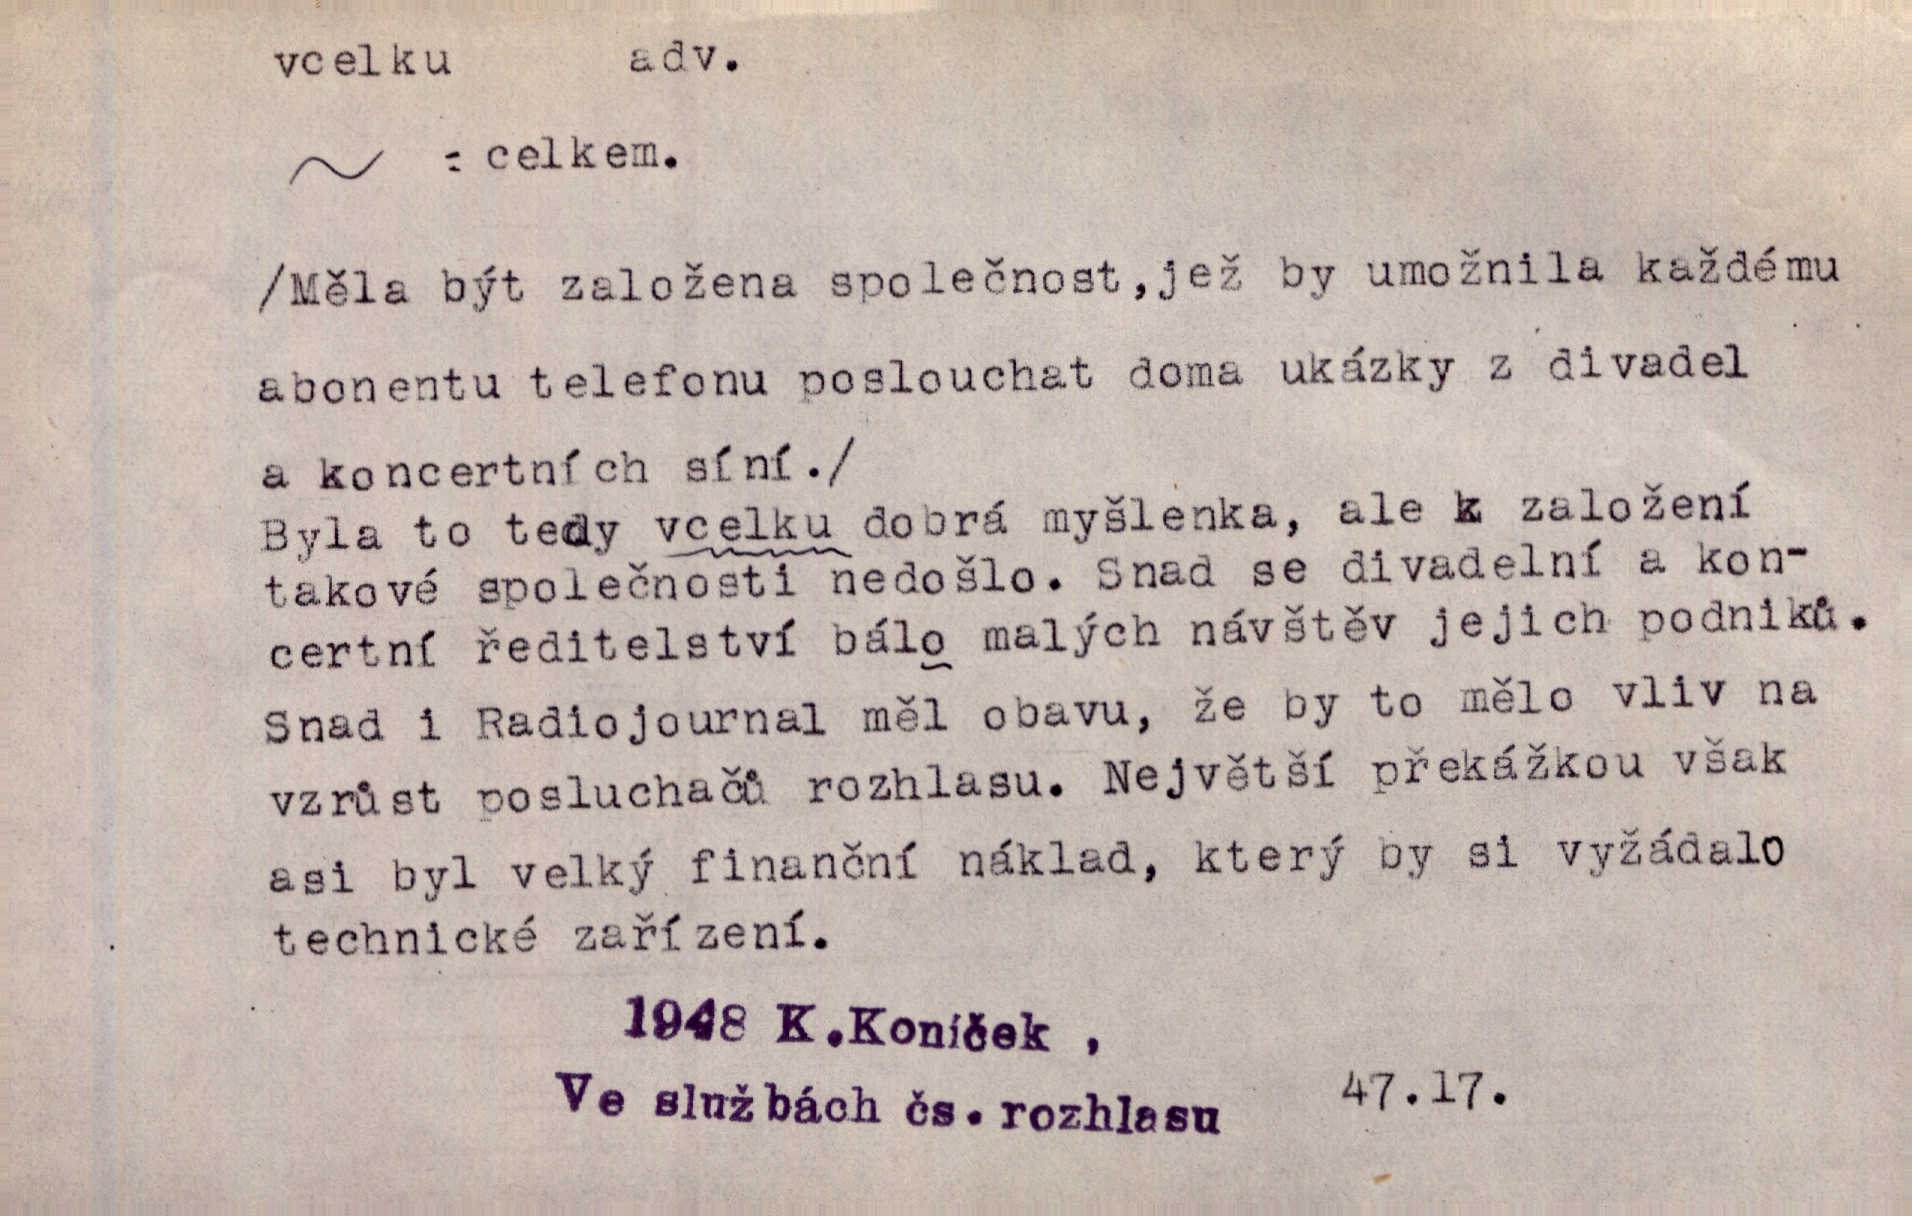 vcelku adv.
~ = celkem.
/Měla být založena společnost,jež by umožnila každému
abonentu telefonu poslouchat doma ukázky z divadel
a koncertních síní./
Byla to tedy vcelku dobrá myšlenka, ale k založení
takové společnosti nedošlo. Snad se divadelní a kon-
certní ředitelství bálo malých návštěv jejich podniků.
Snad i Radiojournal měl obavu, že by to mělo vliv na
vzrůst posluchačů rozhlasu. Největší překážkou však
asi byl velký finanční náklad, který by si vyžádalo
technické zařízení.
1948 K.Koníček ,
Ve službách čs. rozhlasu 47.17.